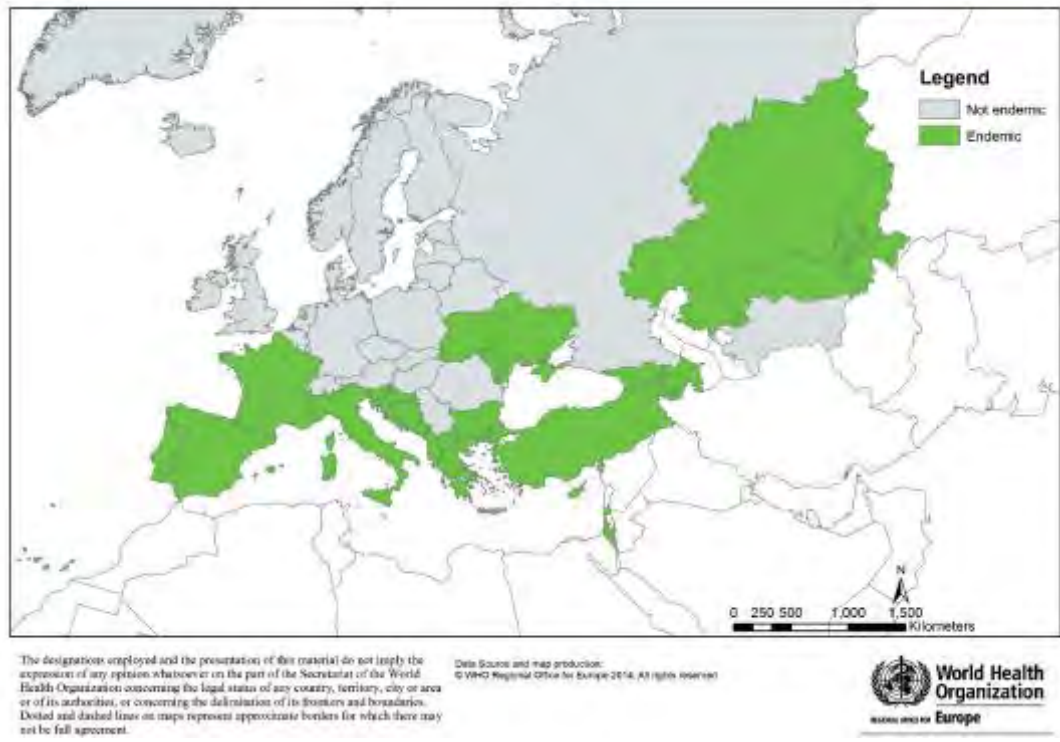 Legend
Not endemic
Endemic
N
0 250 500 1,000 1,500
Kilometers
The designations employed and the presentation of this material do not imply the
expression of any opinion whatsoever on the part of the Secretariat of the World
Health Organization concerning the legal status of any country, territory, city or area
or of its authorities, or concerning the delimitation of its frontiers and boundaries.
Dotted and dashed lines on maps represent approximate borders for which there may
not be full agreement.
Data Source and map production:
© WHO Regional Office for Europe 2014. All rights reserved
World Health
Organization
REGIONAL OFFICE FOR Europe